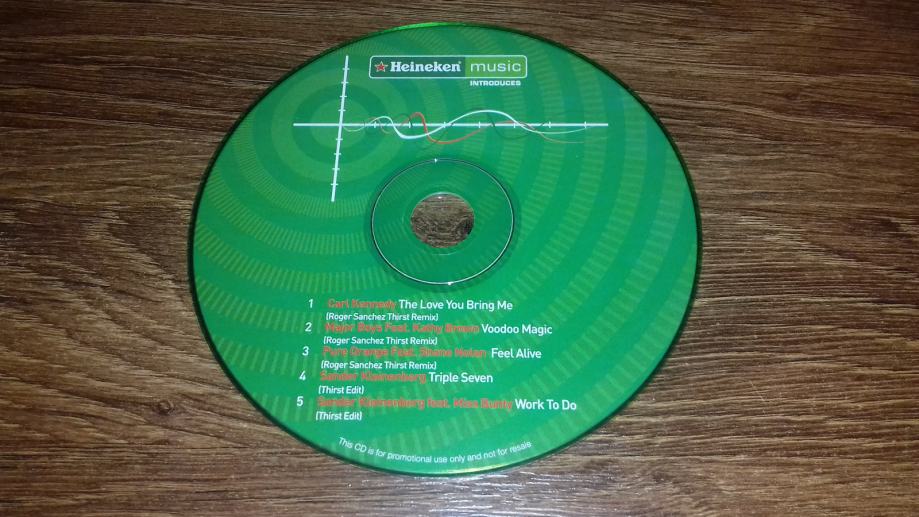 Heineken music
INTRODUCES
1 Carl Kennedy The Love You Bring Me
(Roger Sanchez Thirst Remix)
2 Major Boys Feat. Kathy Brown Voodoo Magic
(Roger Sanchez Thirst Remix)
3 Pure Orange Feat. Shane Nolan Feel Alive
(Roger Sanchez Thirst Remix)
4 Sander Kleinenberg Triple Seven
(Thirst Edit)
5 Sander Kleinenberg feat. Miss Bunty Work To Do
(Thirst Edit)
This CD is for promotional use only and not for resale